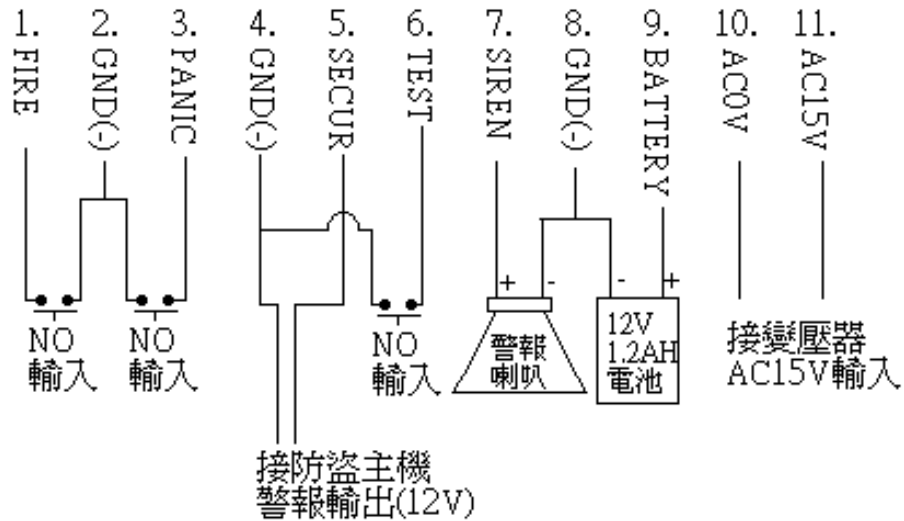 1. FIRE
2. GND(-)
3. PANIC
4. GND(-)
5. SECUR
6. TEST
7. SIREN
8. GND(-)
9. BATTERY
10. AC0V
11. AC15V
NO
輸入
NO
輸入
NO
輸入
+
-
警報
喇叭
-
+
12V
1.2AH
電池
接變壓器
AC15V輸入
接防盜主機
警報輸出(12V)